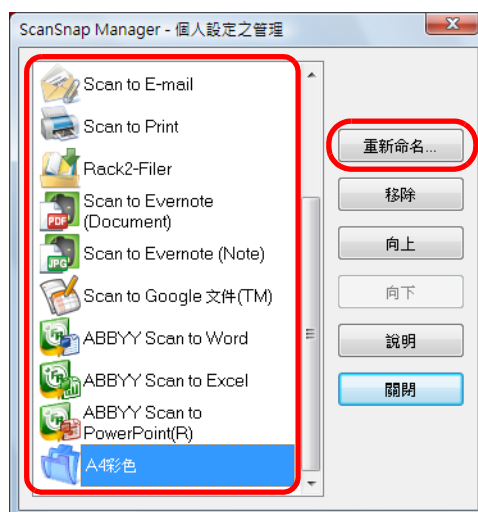 ScanSnap Manager - 個人設定之管理
Scan to E-mail
Scan to Print
Rack2-Filer
Scan to Evernote
(Document)
Scan to Evernote (Note)
Scan to Google 文件(TM)
ABBYY Scan to Word
ABBYY Scan to Excel
ABBYY Scan to
PowerPoint(R)
A4彩色
重新命名...
移除
向上
向下
說明
關閉
PDF
JPG